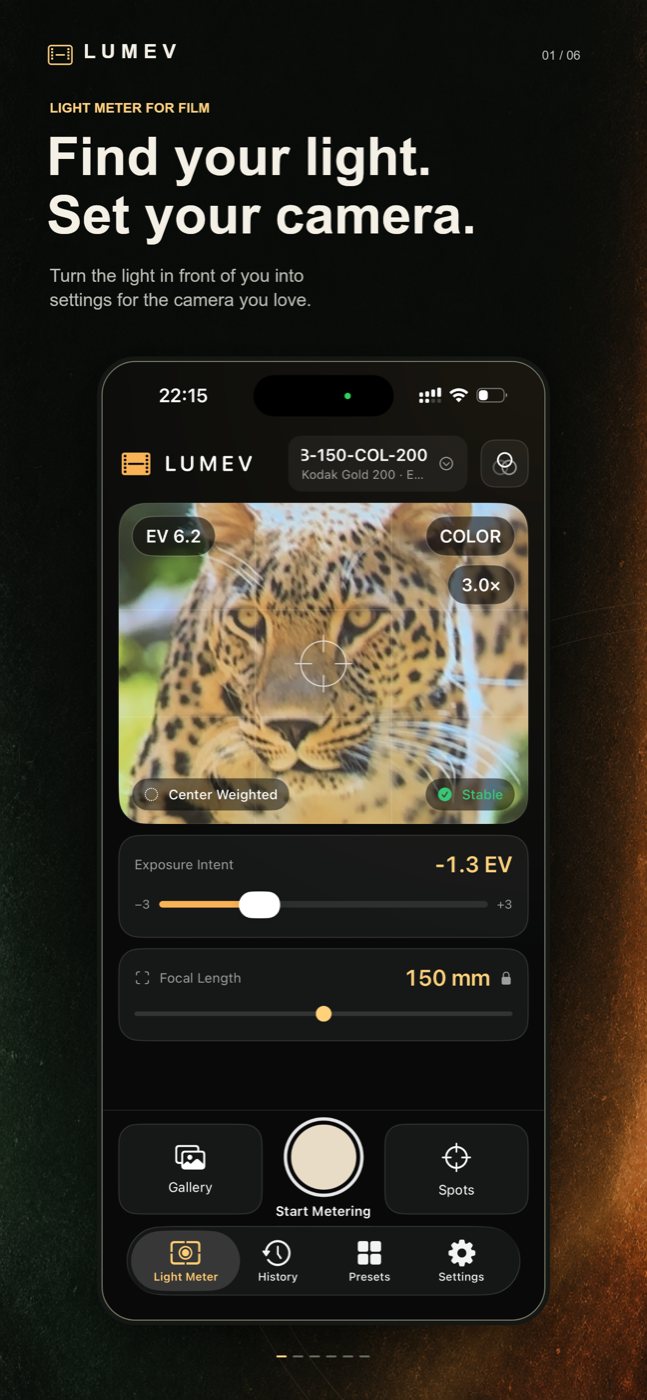 LUMEV
01 / 06
LIGHT METER FOR FILM
Find your light.
Set your camera.
Turn the light in front of you into
settings for the camera you love.
22:15
LUMEV
3-150-COL-200
Kodak Gold 200 · E...
EV 6.2
COLOR
3.0×
Center Weighted
Stable
Exposure Intent
-1.3 EV
−3
+3
Focal Length
150 mm
Gallery
Start Metering
Spots
Light Meter
History
Presets
Settings